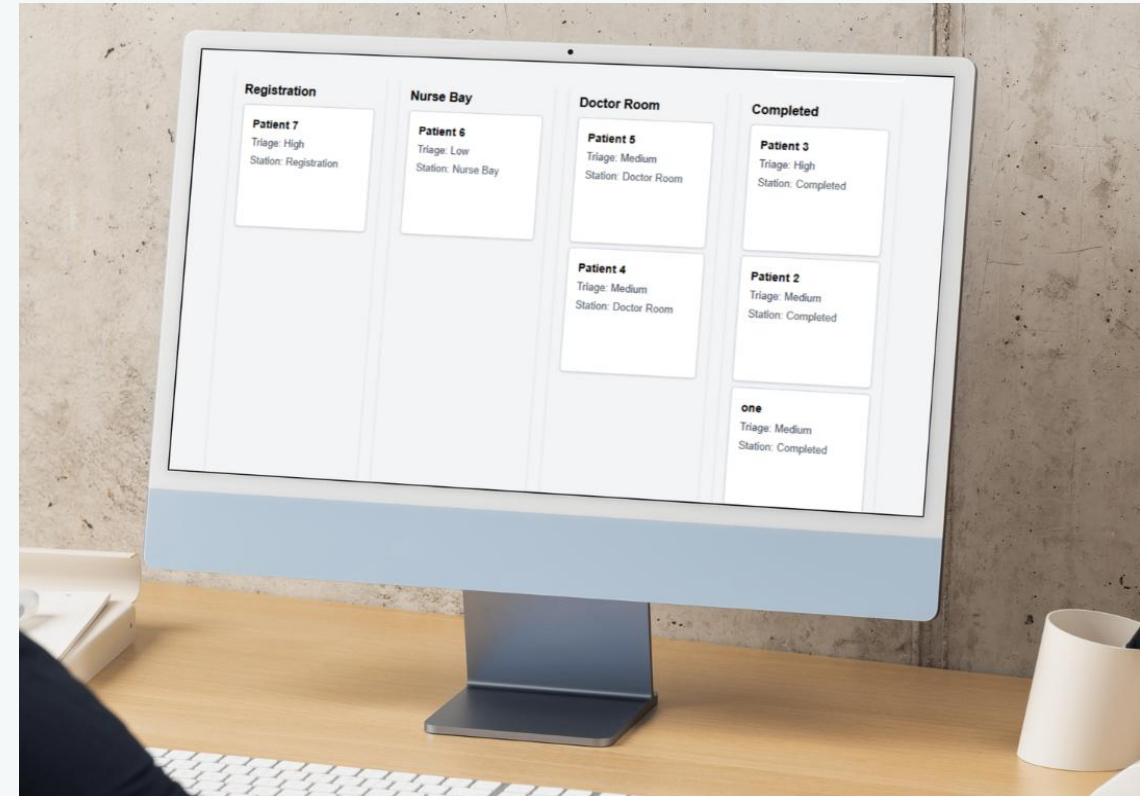 Registration
Patient 7
Triage: High
Station: Registration
Nurse Bay
Patient 6
Triage: Low
Station: Nurse Bay
Doctor Room
Patient 5
Triage: Medium
Station: Doctor Room
Patient 4
Triage: Medium
Station: Doctor Room
Completed
Patient 3
Triage: High
Station: Completed
Patient 2
Triage: Medium
Station: Completed
one
Triage: Medium
Station: Completed